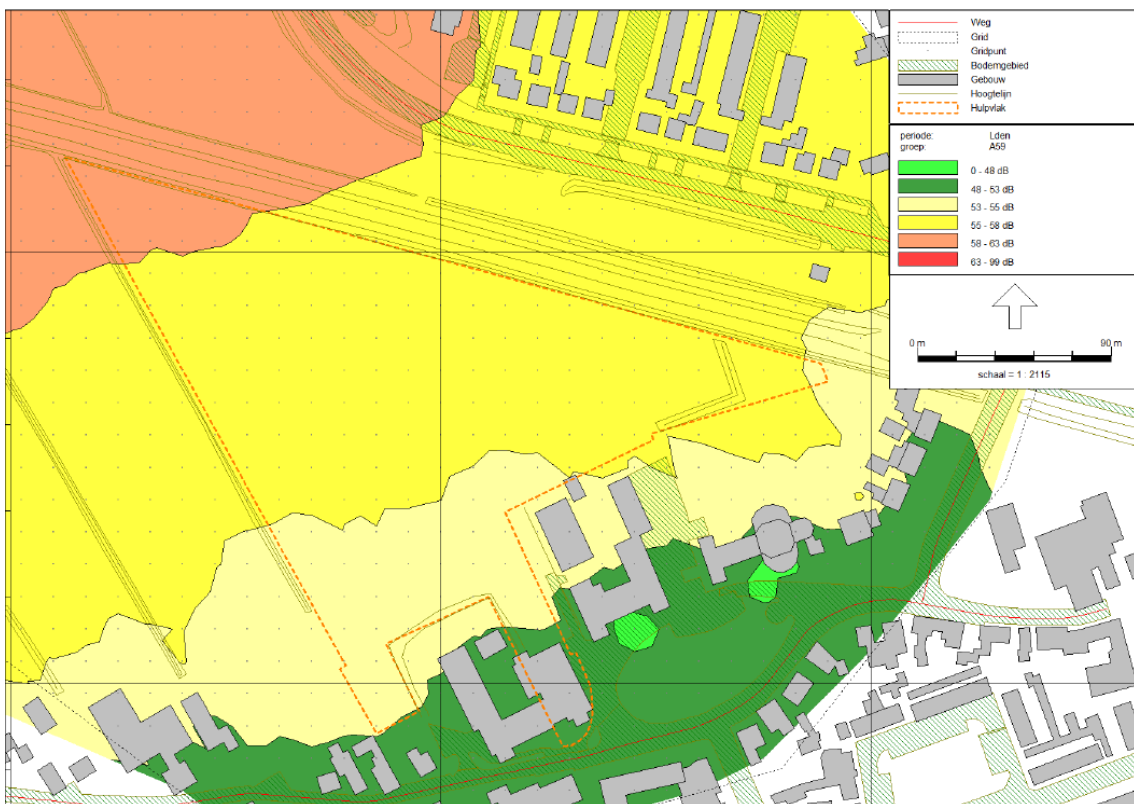 Weg
Grid
Gridpunt
Bodemgebied
Gebouw
Hoogtelijn
Hulpvlak
periode: Lden
groep: A59
0 - 48 dB
48 - 53 dB
53 - 55 dB
55 - 58 dB
58 - 63 dB
63 - 99 dB
0 m 90 m
schaal = 1 : 2115